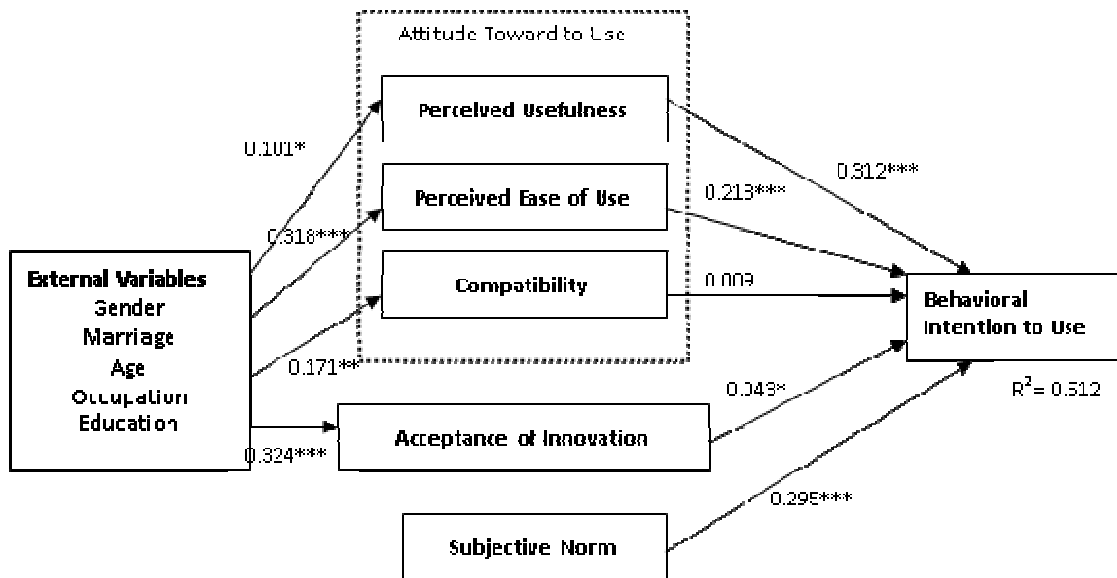 Attitude Toward to Use
Perceived Usefulness
0.101*
0.312***
Perceived Ease of Use
0.213***
0.318***
External Variables
Gender
Marriage
Age
Occupation
Education
Compatibility
0.009
Behavioral
Intention to Use
0.171**
0.043*
R²= 0.512
Acceptance of Innovation
0.324***
0.295***
Subjective Norm